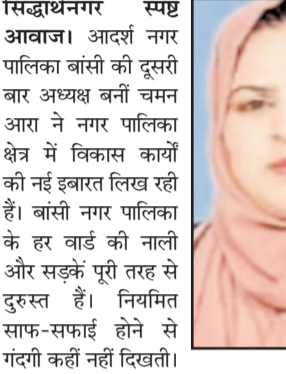 सिद्धार्थनगर स्पष्ट
आवाज। आदर्श नगर
पालिका बांसी की दूसरी
बार अध्यक्ष बनीं चमन
आरा ने नगर पालिका
क्षेत्र में विकास कार्यों
की नई इबारत लिख रही
हैं। बांसी नगर पालिका
के हर वार्ड की नाली
और सड़कें पूरी तरह से
दुरुस्त हैं। नियमित
साफ-सफाई होने से
गंदगी कहीं नहीं दिखती।